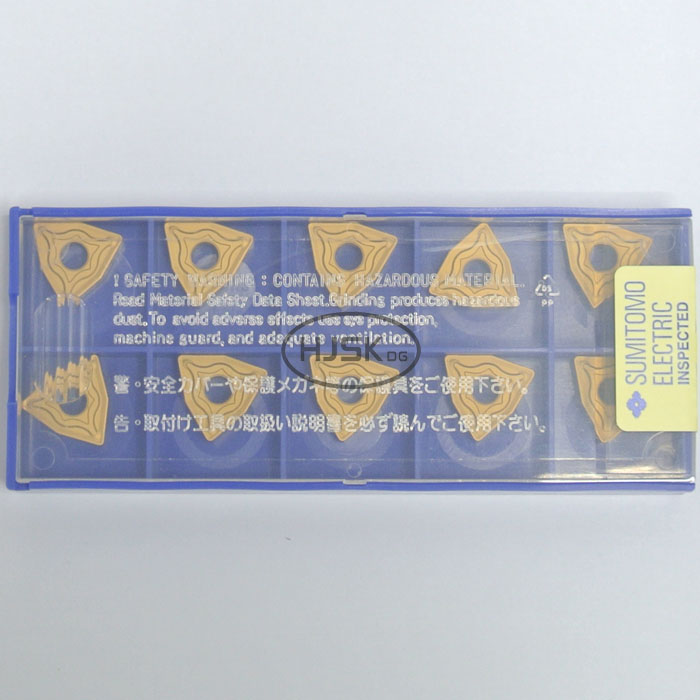 ! SAFETY WARNING : CONTAINS HAZARDOUS MATERIAL.
Read Material Safety Data Sheet.Grinding produces hazardous
dust.To avoid adverse effects use eye protection,
machine guard,and adequate ventilation.
警・安全カバーや保護メガネ等の保護具をご使用下さい。
告・取付け工具の取扱い説明書を必ず読んでご使用下さい。
HJSK DG
PP
SUMITOMO
ELECTRIC
INSPECTED